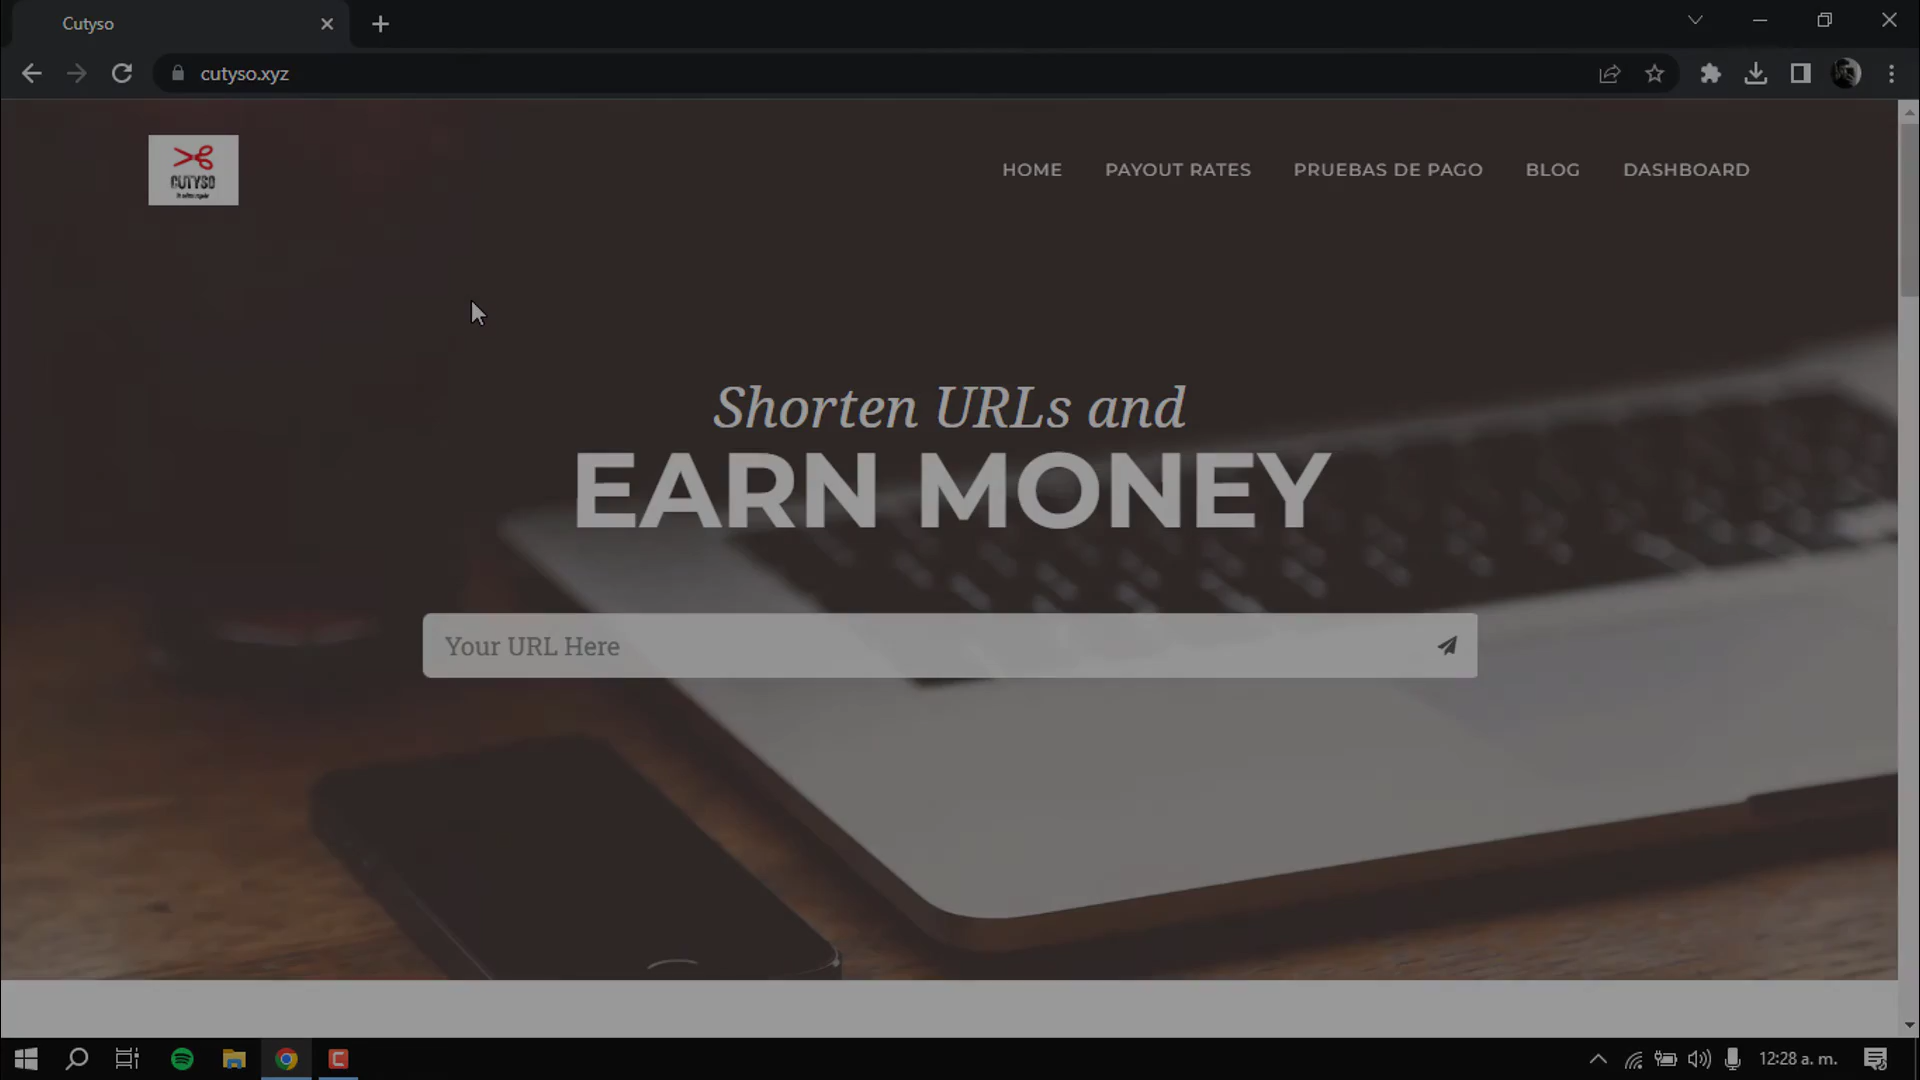 Cutyso
cutyso.xyz
CUTYSO
HOME
PAYOUT RATES
PRUEBAS DE PAGO
BLOG
DASHBOARD
Shorten URLs and
EARN MONEY
Your URL Here
12:28 a. m.